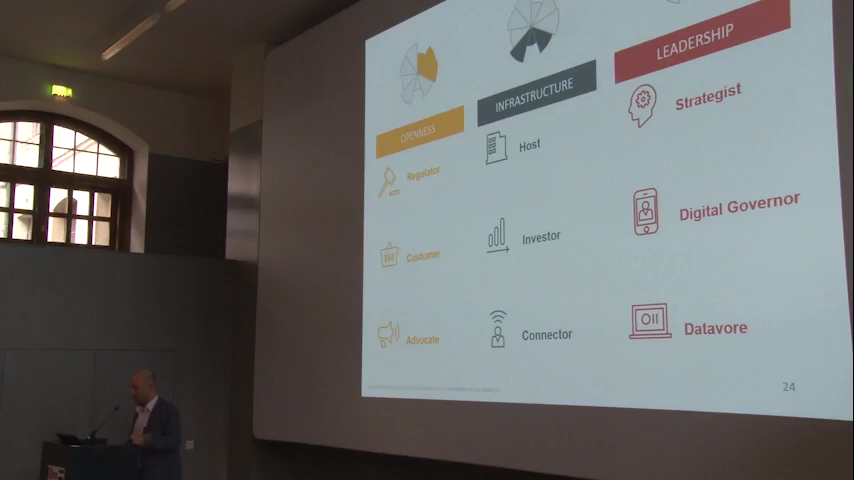 OPENNESS
Regulator
Customer
Advocate
INFRASTRUCTURE
Host
Investor
Connector
LEADERSHIP
Strategist
Digital Governor
Datavore
24